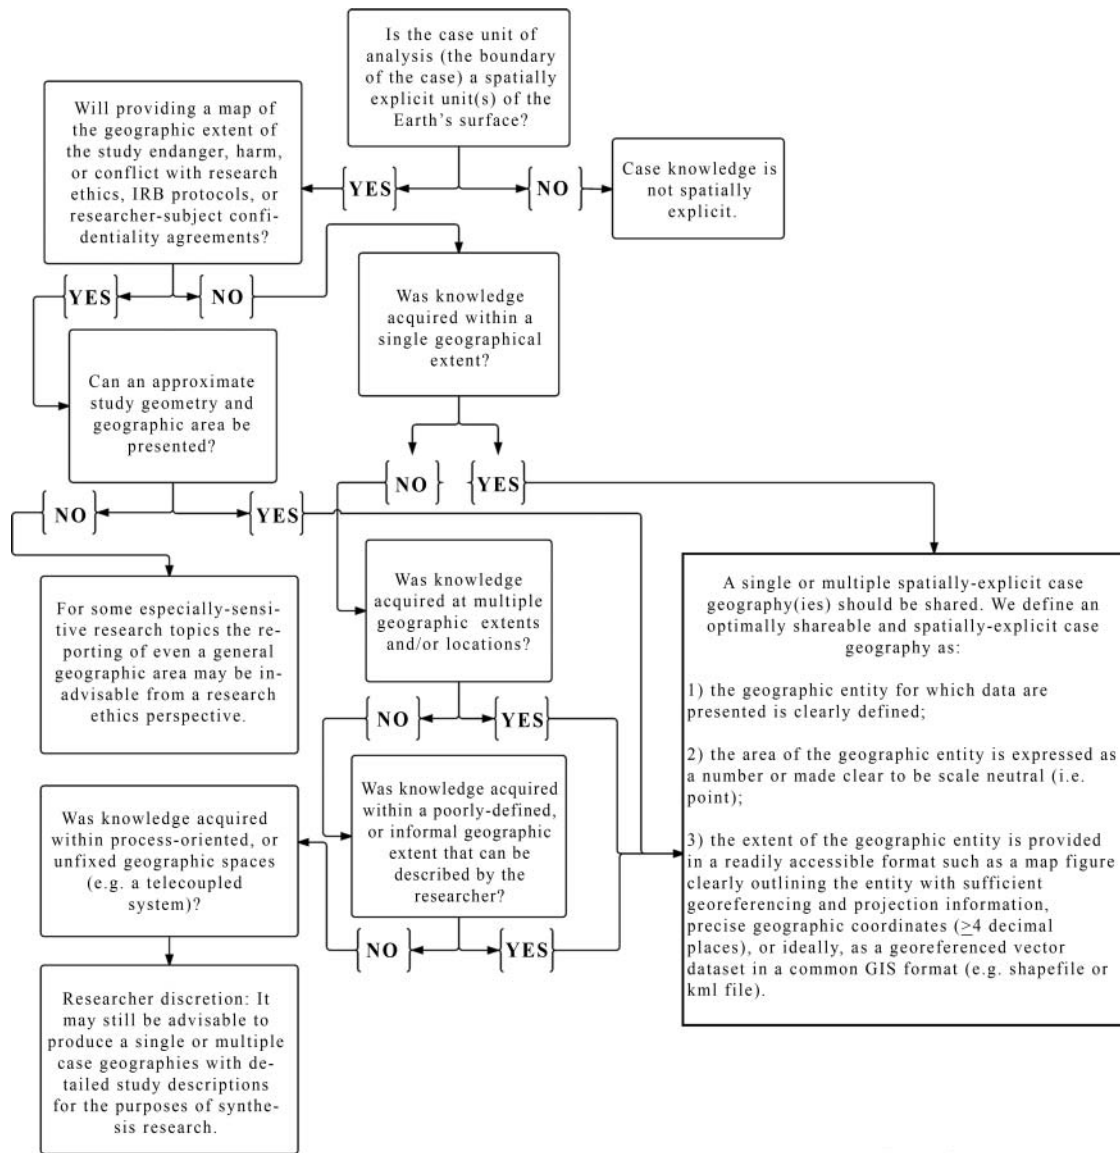 Is the case unit of
analysis (the boundary
of the case) a spatially
explicit unit(s) of the
Earth's surface?
Will providing a map of
the geographic extent of
the study endanger, harm,
or conflict with research
ethics, IRB protocols, or
researcher-subject confi-
dentiality agreements?
YES
NO
Case knowledge is
not spatially
explicit.
YES
NO
Was knowledge
acquired within a
single geographical
extent?
Can an approximate
study geometry and
geographic area be
presented?
NO
YES
NO
YES
For some especially-sensi-
tive research topics the re-
porting of even a general
geographic area may be in-
advisable from a research
ethics perspective.
Was knowledge
acquired at multiple
geographic extents
and/or locations?
NO
YES
A single or multiple spatially-explicit case
geography(ies) should be shared. We define an
optimally shareable and spatially-explicit case
geography as:
1) the geographic entity for which data are
presented is clearly defined;
2) the area of the geographic entity is expressed as
a number or made clear to be scale neutral (i.e.
point);
3) the extent of the geographic entity is provided
in a readily accessible format such as a map figure
clearly outlining the entity with sufficient
georeferencing and projection information,
precise geographic coordinates (≥4 decimal
places), or ideally, as a georeferenced vector
dataset in a common GIS format (e.g. shapefile or
kml file).
Was knowledge acquired
within a poorly-defined,
or informal geographic
extent that can be
described by the
researcher?
NO
YES
Was knowledge acquired
within process-oriented, or
unfixed geographic spaces
(e.g. a telecoupled
system)?
Researcher discretion: It
may still be advisable to
produce a single or multiple
case geographies with de-
tailed study descriptions
for the purposes of synthe-
sis research.